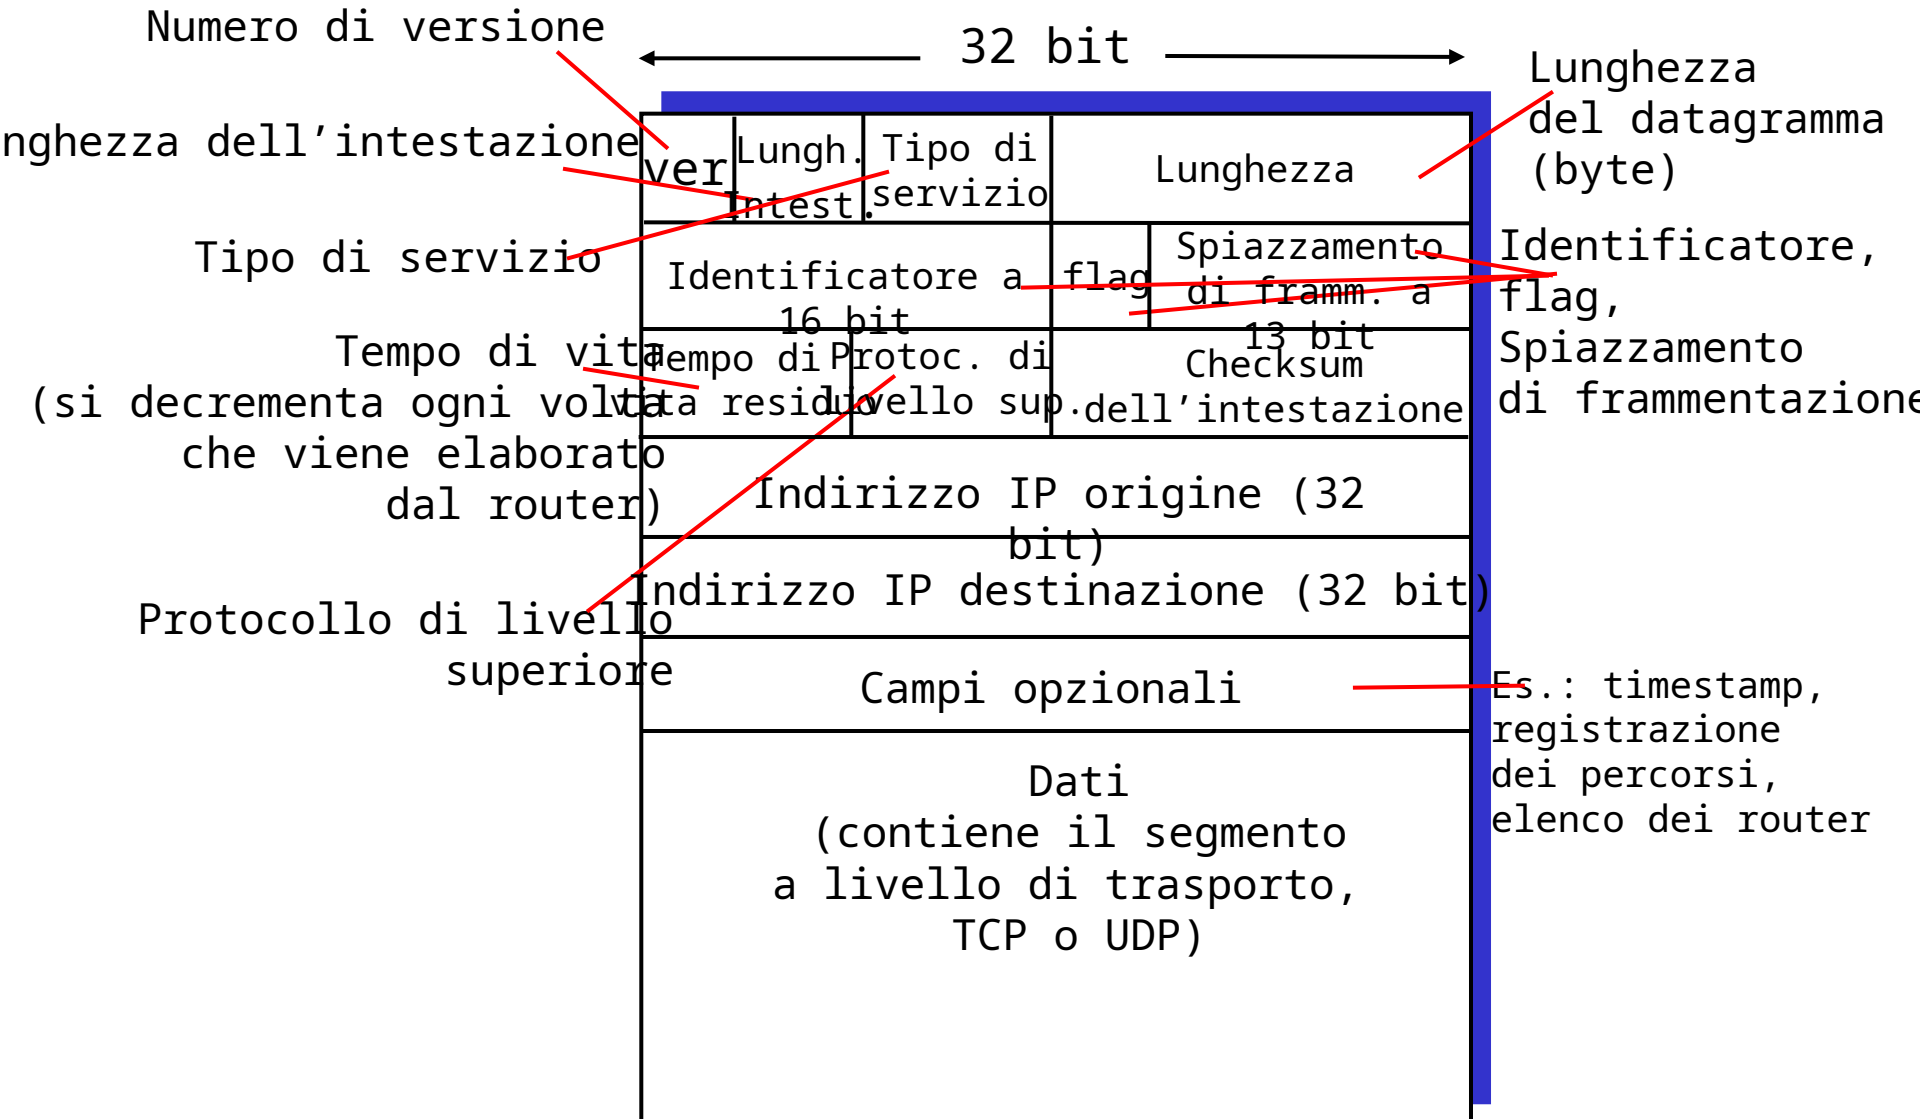 Numero di versione
32 bit
Lunghezza
del datagramma
(byte)
nghezza dell’intestazione
ver
Lungh.
Intest.
Tipo di
servizio
Lunghezza
Tipo di servizio
Identificatore a
16 bit
flag
Spiazzamento
di framm. a
13 bit
Identificatore,
flag,
Spiazzamento
di frammentazione
Tempo di vita
(si decrementa ogni volta
che viene elaborato
dal router)
Tempo di
vita residuo
Protoc. di
livello sup.
Checksum
dell’intestazione
Indirizzo IP origine (32
bit)
Indirizzo IP destinazione (32 bit)
Protocollo di livello
superiore
Campi opzionali
Es.: timestamp,
registrazione
dei percorsi,
elenco dei router
Dati
(contiene il segmento
a livello di trasporto,
TCP o UDP)